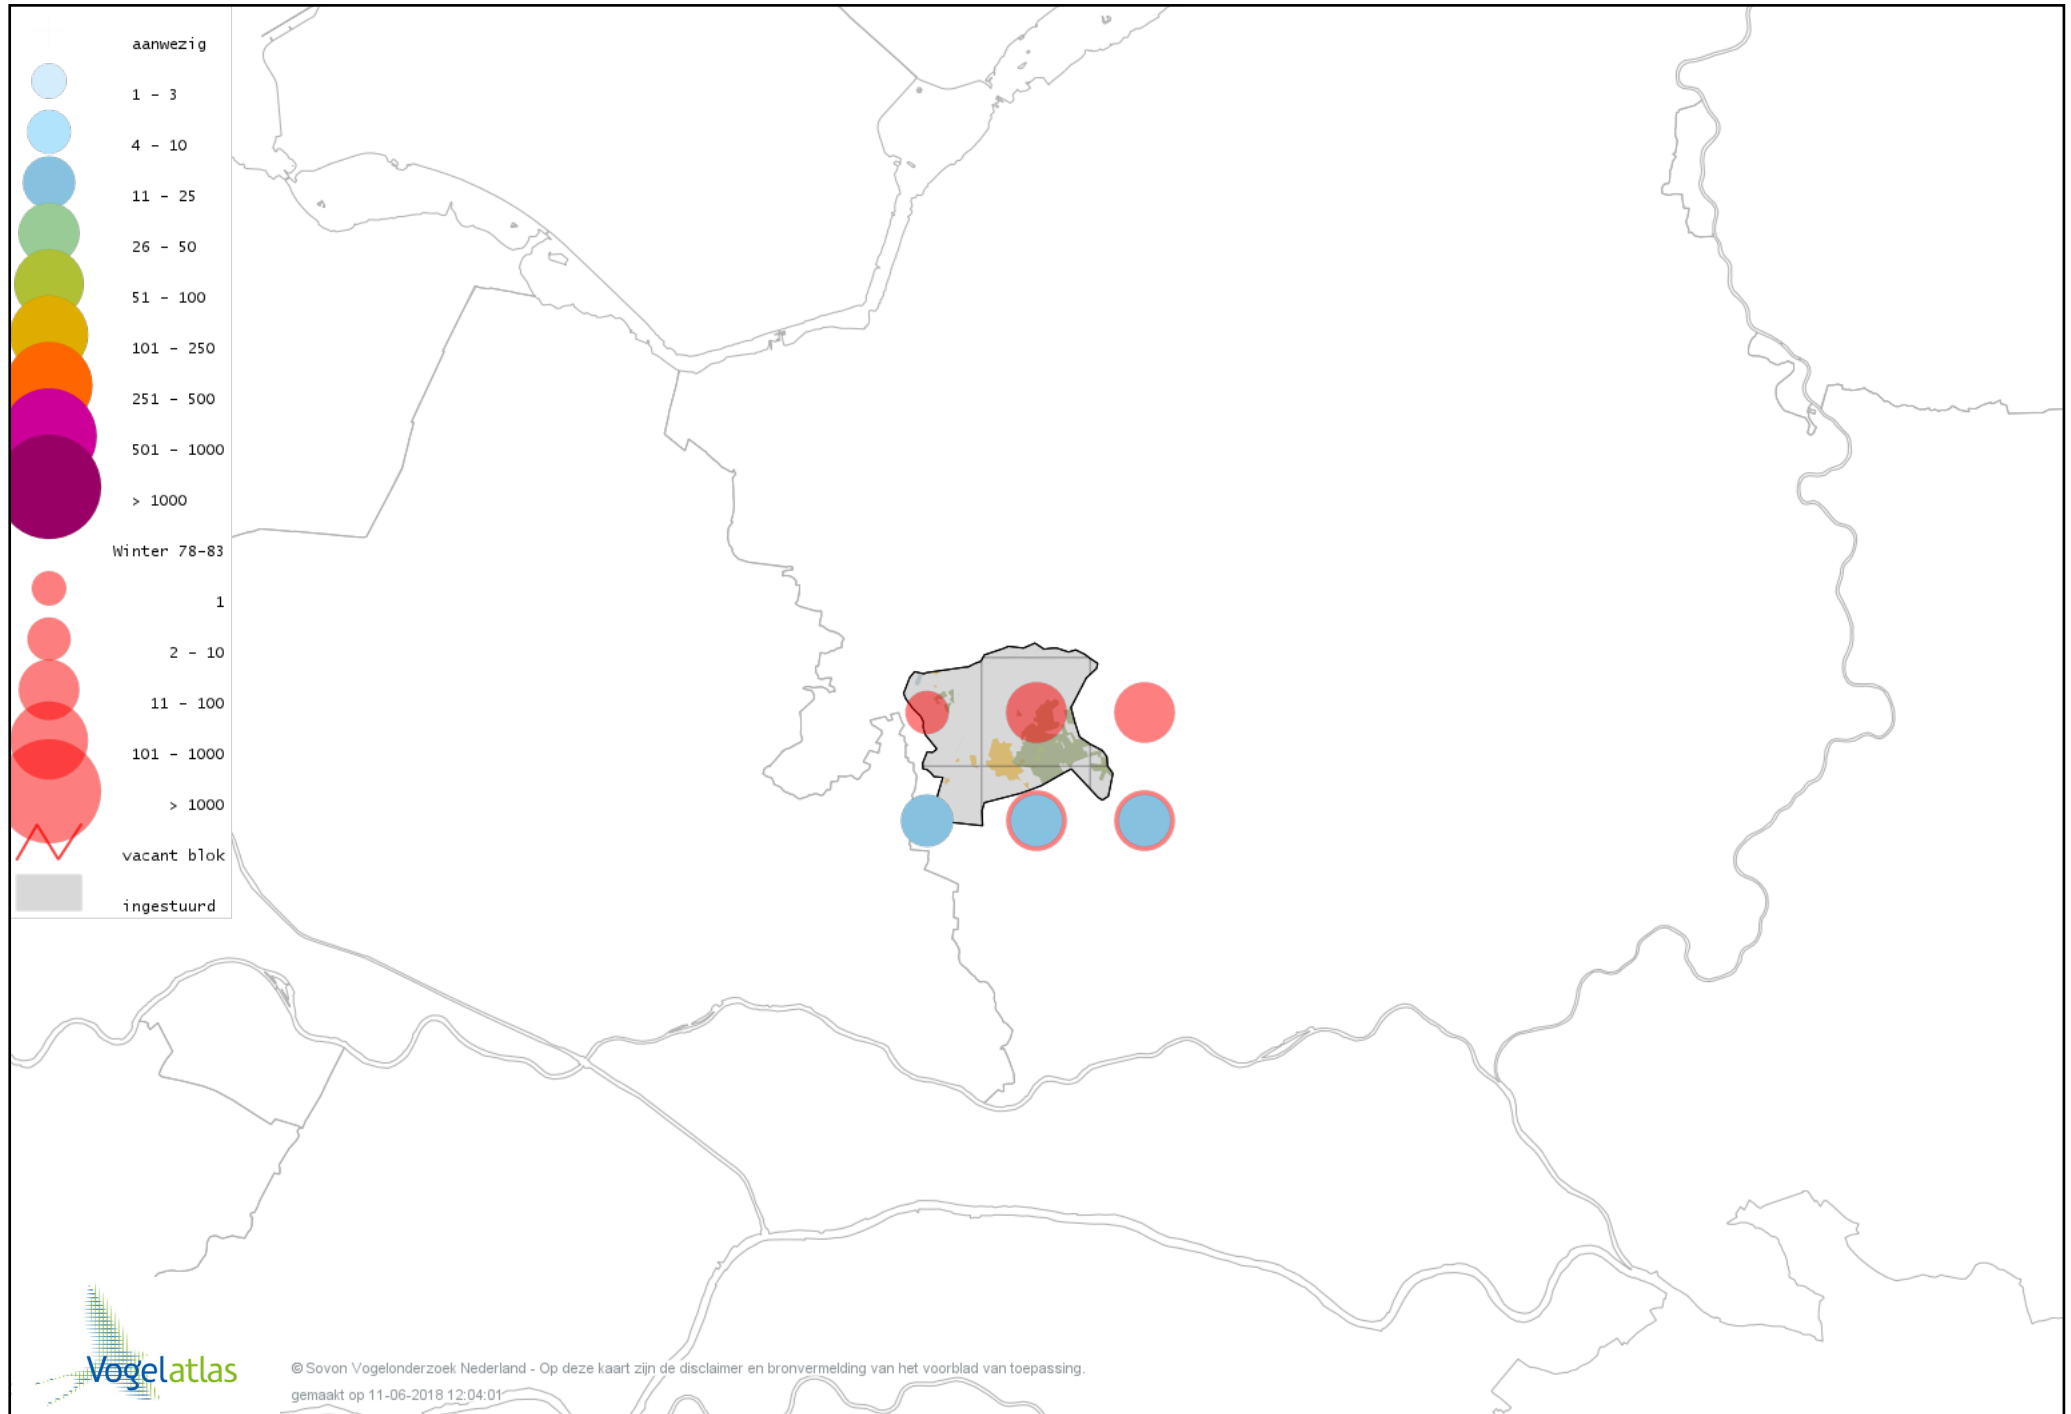 aanwezig
1 - 3
4 - 10
11 - 25
26 - 50
51 - 100
101 - 250
251 - 500
501 - 1000
> 1000
Winter 78-83
1
2 - 10
11 - 100
101 - 1000
> 1000
vacant blok
ingestuurd
Vogelatlas
© Sovon Vogelonderzoek Nederland - Op deze kaart zijn de disclaimer en bronvermelding van het voorblad van toepassing.
gemaakt op 11-06-2018 12:04:01